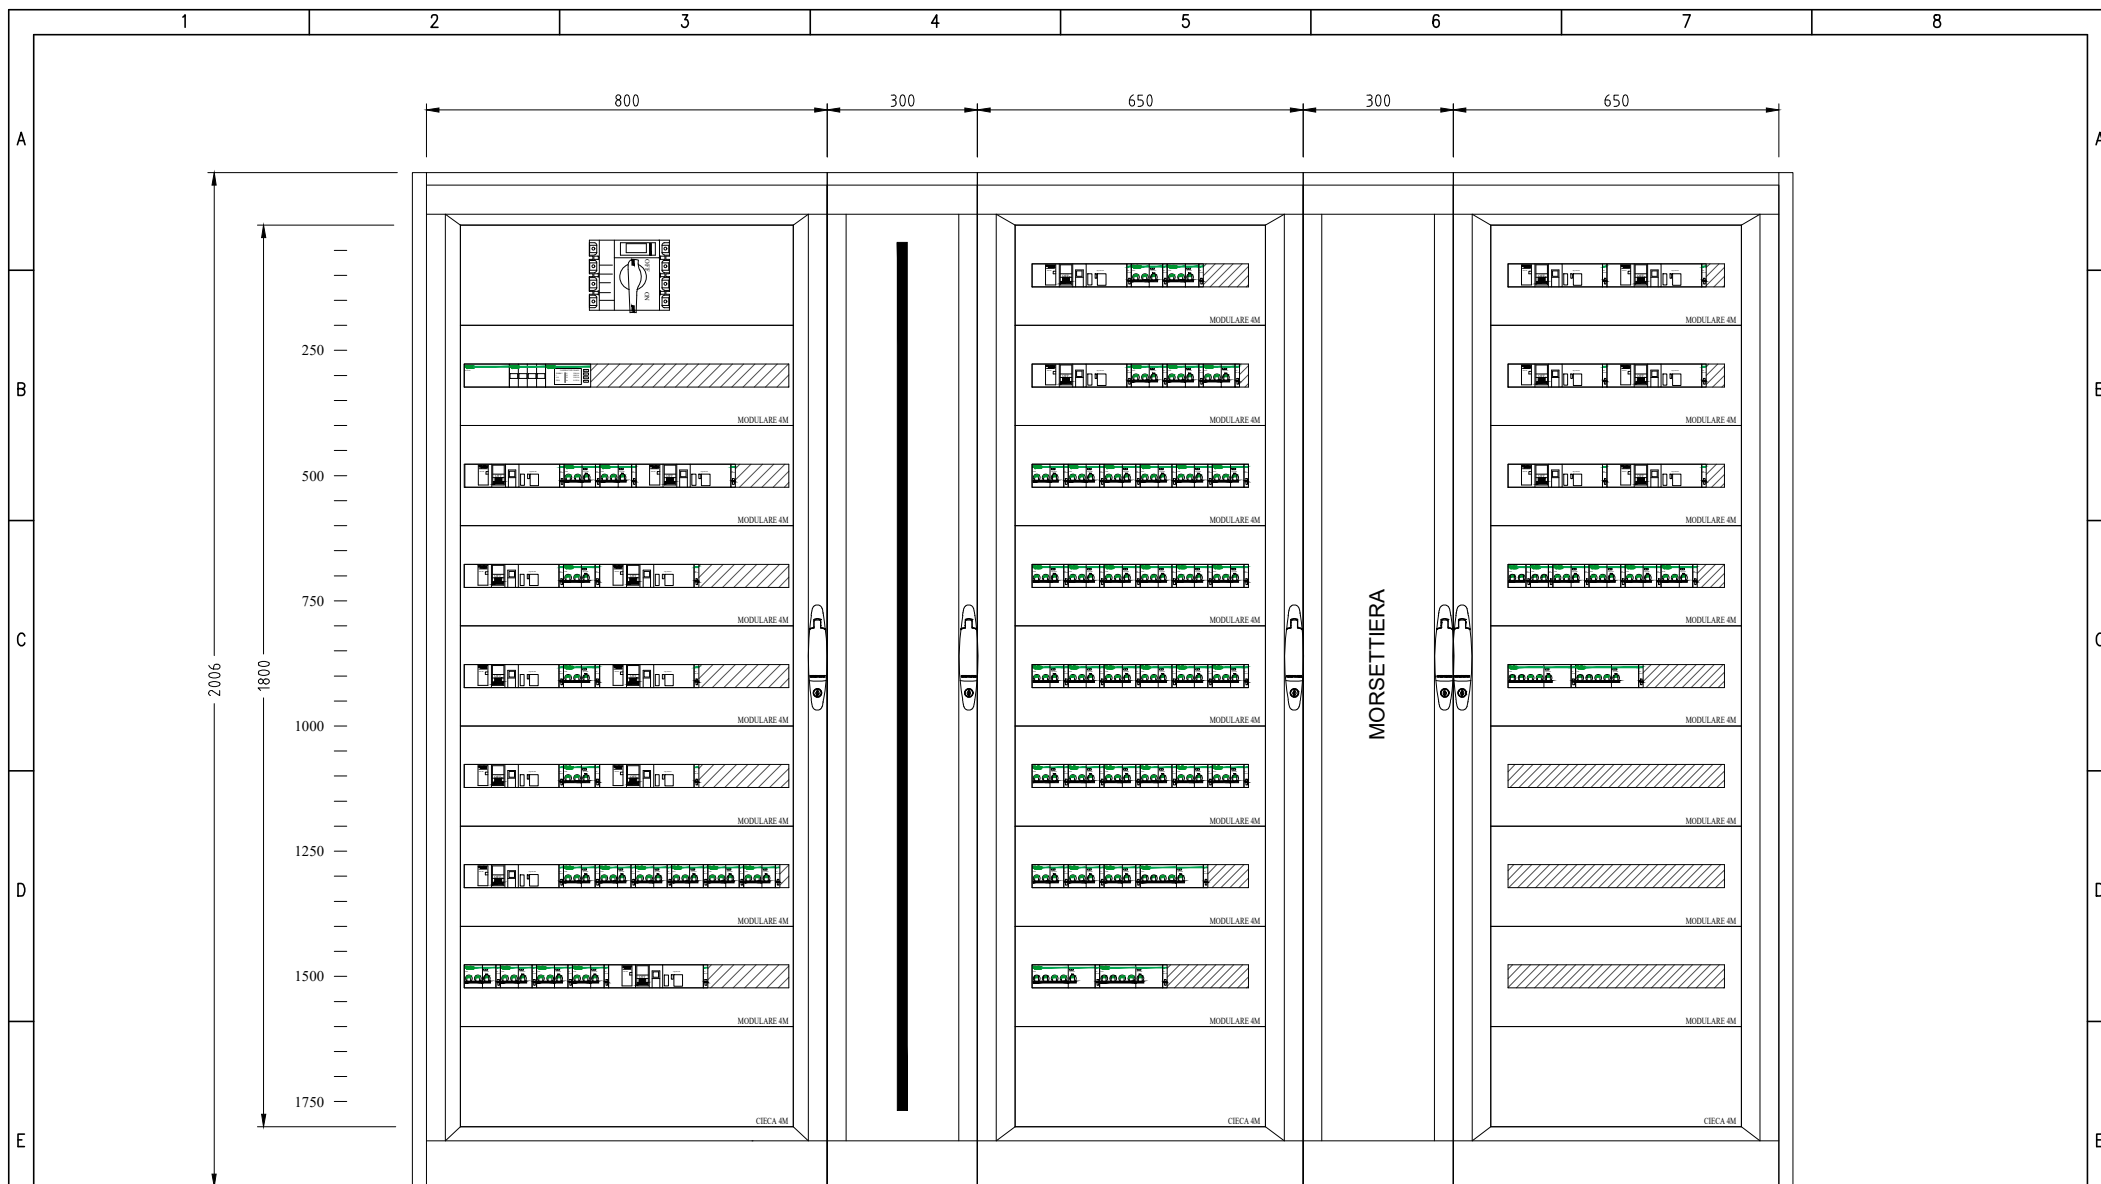 1 2 3 4 5 6 7 8
800 300 650 300 650
A A
OFF
ON
MODULARE 4M MODULARE 4M
250
B B
MODULARE 4M MODULARE 4M MODULARE 4M
500
MODULARE 4M MODULARE 4M MODULARE 4M
750
MODULARE 4M MODULARE 4M MODULARE 4M
C C
2006
1800
MORSETTIERA
MODULARE 4M MODULARE 4M MODULARE 4M
1000
MODULARE 4M MODULARE 4M MODULARE 4M
1250
D D
MODULARE 4M MODULARE 4M MODULARE 4M
1500
MODULARE 4M MODULARE 4M MODULARE 4M
1750
CIECA 4M CIECA 4M CIECA 4M
E E